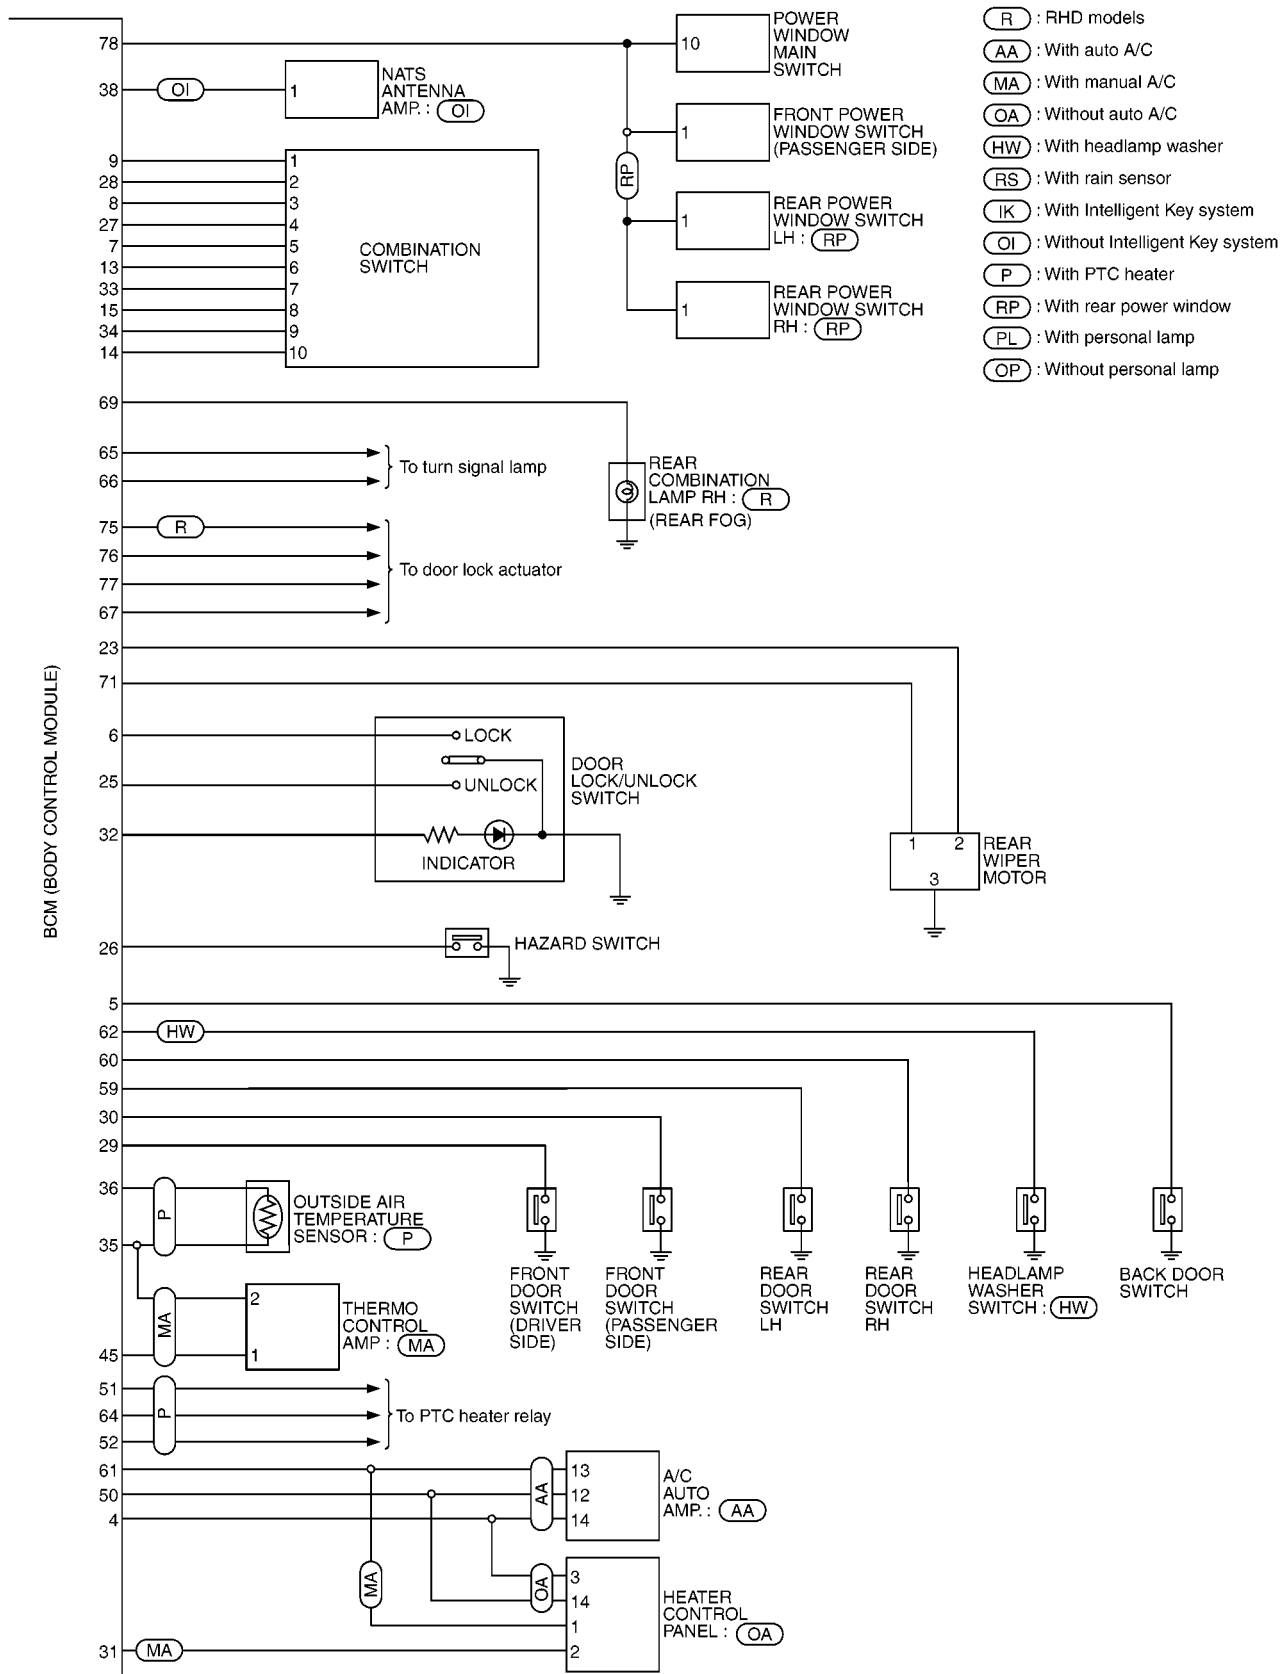 78
10
POWER
WINDOW
MAIN
SWITCH
38
OI
1
NATS
ANTENNA
AMP. : OI
1
FRONT POWER
WINDOW SWITCH
(PASSENGER SIDE)
RP
1
REAR POWER
WINDOW SWITCH
LH : RP
1
REAR POWER
WINDOW SWITCH
RH : RP
R : RHD models
AA : With auto A/C
MA : With manual A/C
OA : Without auto A/C
HW : With headlamp washer
RS : With rain sensor
IK : With Intelligent Key system
OI : Without Intelligent Key system
P : With PTC heater
RP : With rear power window
PL : With personal lamp
OP : Without personal lamp
9 1
28 2
8 3
27 4
7 5
13 6
33 7
15 8
34 9
14 10
COMBINATION
SWITCH
69
REAR
COMBINATION
LAMP RH : R
(REAR FOG)
65
66
To turn signal lamp
75 R
76
77
67
To door lock actuator
23
71
BCM (BODY CONTROL MODULE)
6 LOCK
25 UNLOCK
32
INDICATOR
DOOR
LOCK/UNLOCK
SWITCH
1 2
3
REAR
WIPER
MOTOR
26
HAZARD SWITCH
5
62 HW
60
59
30
29
36
35
P
OUTSIDE AIR
TEMPERATURE
SENSOR : P
FRONT
DOOR
SWITCH
(DRIVER
SIDE)
FRONT
DOOR
SWITCH
(PASSENGER
SIDE)
REAR
DOOR
SWITCH
LH
REAR
DOOR
SWITCH
RH
HEADLAMP
WASHER
SWITCH : HW
BACK DOOR
SWITCH
MA
2
45 1
THERMO
CONTROL
AMP : MA
51
64
52
P
To PTC heater relay
61 13
50 12
4 14
AA
A/C
AUTO
AMP. : AA
MA
OA
3
14
1
31 MA 2
HEATER
CONTROL
PANEL : OA